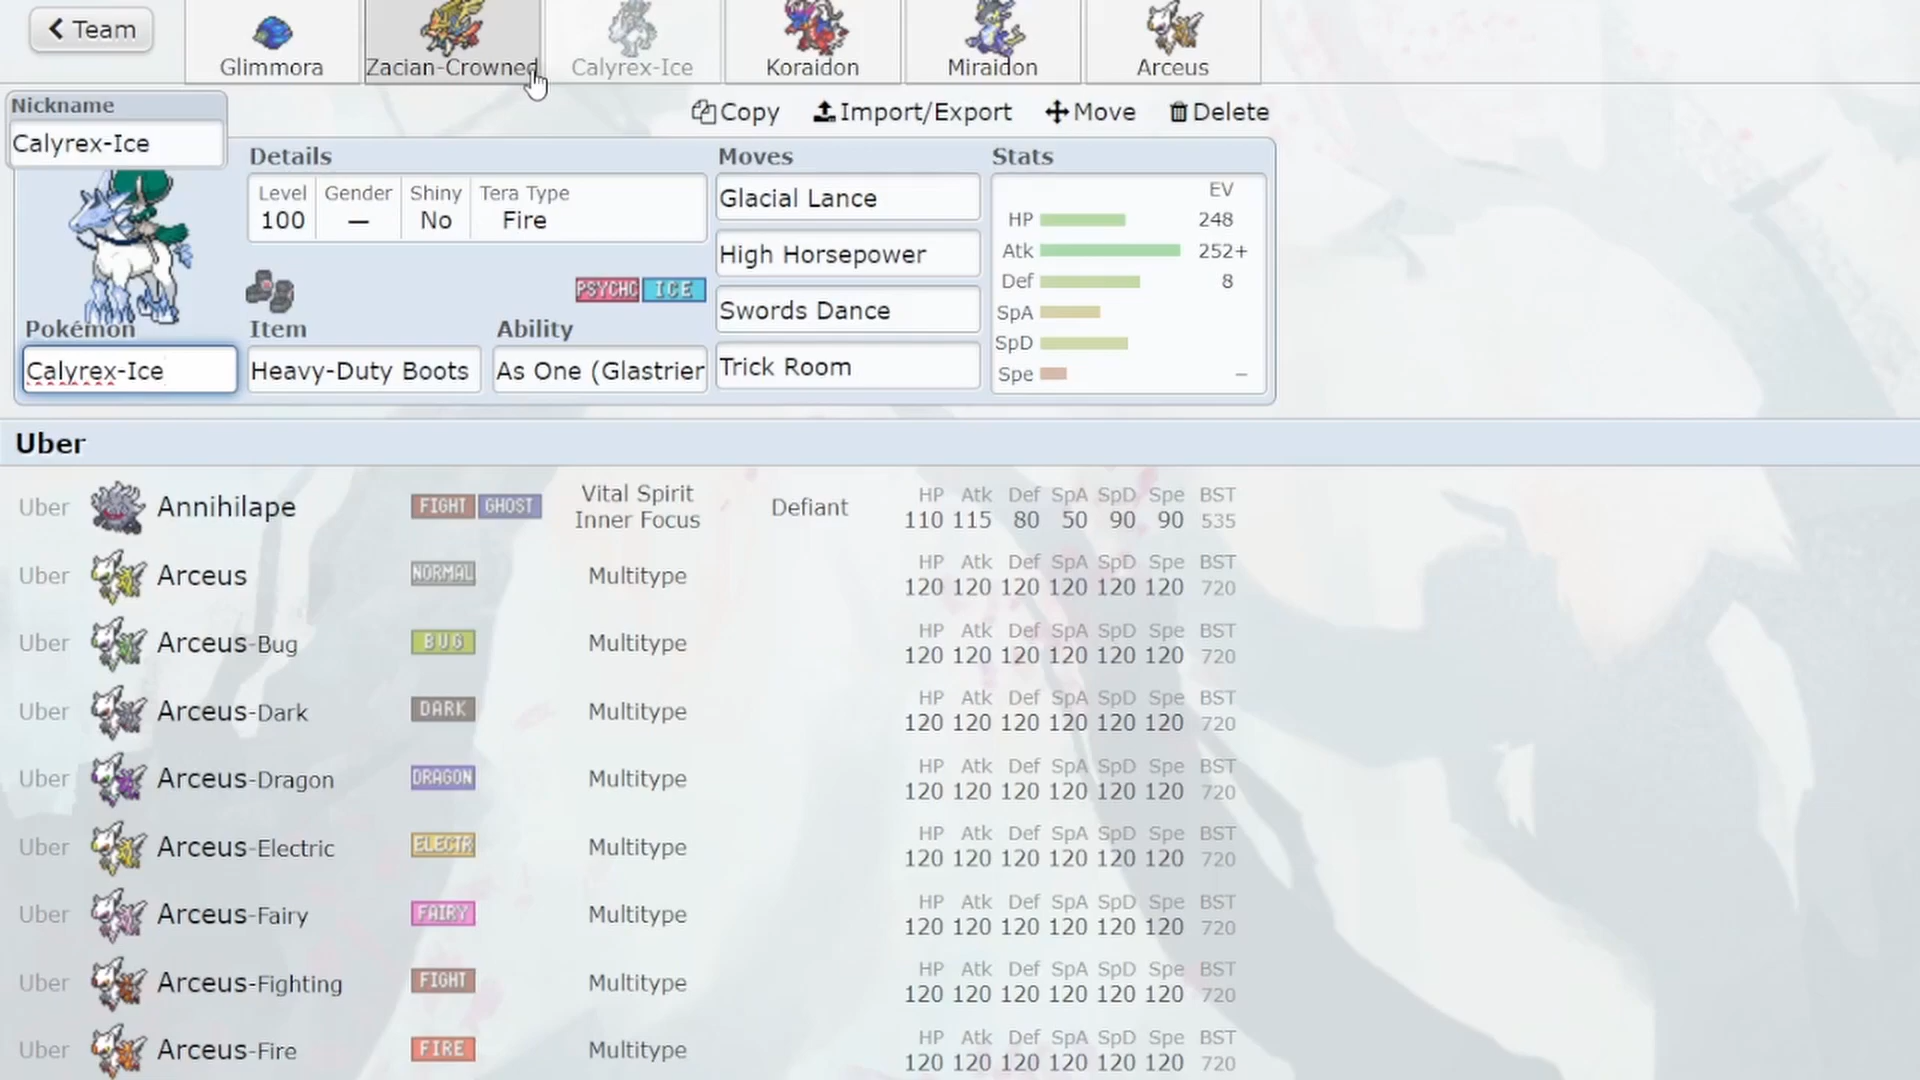 Team
Glimmora
Zacian-Crowned
Calyrex-Ice
Koraidon
Miraidon
Arceus
Nickname
Calyrex-Ice
Copy
Import/Export
Move
Delete
Details
Level Gender Shiny Tera Type
100 — No Fire
PSYCHC ICE
Pokémon
Calyrex-Ice
Item
Heavy-Duty Boots
Ability
As One (Glastrier
Moves
Glacial Lance
High Horsepower
Swords Dance
Trick Room
Stats
EV
HP 248
Atk 252+
Def 8
SpA
SpD
Spe –
Uber
Uber Annihilape FIGHT GHOST Vital Spirit Inner Focus Defiant HP Atk Def SpA SpD Spe BST
110 115 80 50 90 90 535
Uber Arceus NORMAL Multitype HP Atk Def SpA SpD Spe BST
120 120 120 120 120 120 720
Uber Arceus-Bug BUG Multitype HP Atk Def SpA SpD Spe BST
120 120 120 120 120 120 720
Uber Arceus-Dark DARK Multitype HP Atk Def SpA SpD Spe BST
120 120 120 120 120 120 720
Uber Arceus-Dragon DRAGON Multitype HP Atk Def SpA SpD Spe BST
120 120 120 120 120 120 720
Uber Arceus-Electric ELECTR Multitype HP Atk Def SpA SpD Spe BST
120 120 120 120 120 120 720
Uber Arceus-Fairy FAIRY Multitype HP Atk Def SpA SpD Spe BST
120 120 120 120 120 120 720
Uber Arceus-Fighting FIGHT Multitype HP Atk Def SpA SpD Spe BST
120 120 120 120 120 120 720
Uber Arceus-Fire FIRE Multitype HP Atk Def SpA SpD Spe BST
120 120 120 120 120 120 720